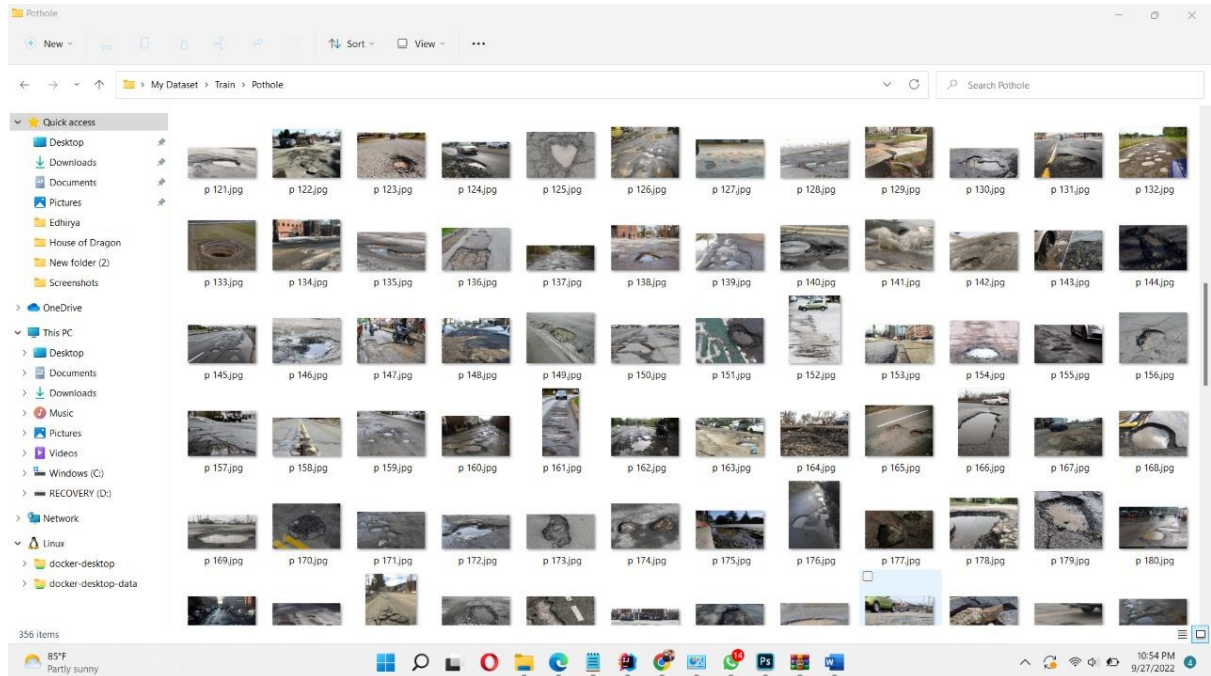 Pothole
New
Sort
View
My Dataset > Train > Pothole
Search Pothole
Quick access
Desktop
Downloads
Documents
Pictures
Edhirya
House of Dragon
New folder (2)
Screenshots
OneDrive
This PC
Desktop
Documents
Downloads
Music
Pictures
Videos
Windows (C:)
RECOVERY (D:)
Network
Linux
docker-desktop
docker-desktop-data
p 121.jpg p 122.jpg p 123.jpg p 124.jpg p 125.jpg p 126.jpg p 127.jpg p 128.jpg p 129.jpg p 130.jpg p 131.jpg p 132.jpg
p 133.jpg p 134.jpg p 135.jpg p 136.jpg p 137.jpg p 138.jpg p 139.jpg p 140.jpg p 141.jpg p 142.jpg p 143.jpg p 144.jpg
p 145.jpg p 146.jpg p 147.jpg p 148.jpg p 149.jpg p 150.jpg p 151.jpg p 152.jpg p 153.jpg p 154.jpg p 155.jpg p 156.jpg
p 157.jpg p 158.jpg p 159.jpg p 160.jpg p 161.jpg p 162.jpg p 163.jpg p 164.jpg p 165.jpg p 166.jpg p 167.jpg p 168.jpg
p 169.jpg p 170.jpg p 171.jpg p 172.jpg p 173.jpg p 174.jpg p 175.jpg p 176.jpg p 177.jpg p 178.jpg p 179.jpg p 180.jpg
356 items
85°F
Partly sunny
14
Ps
10:54 PM
9/27/2022
4